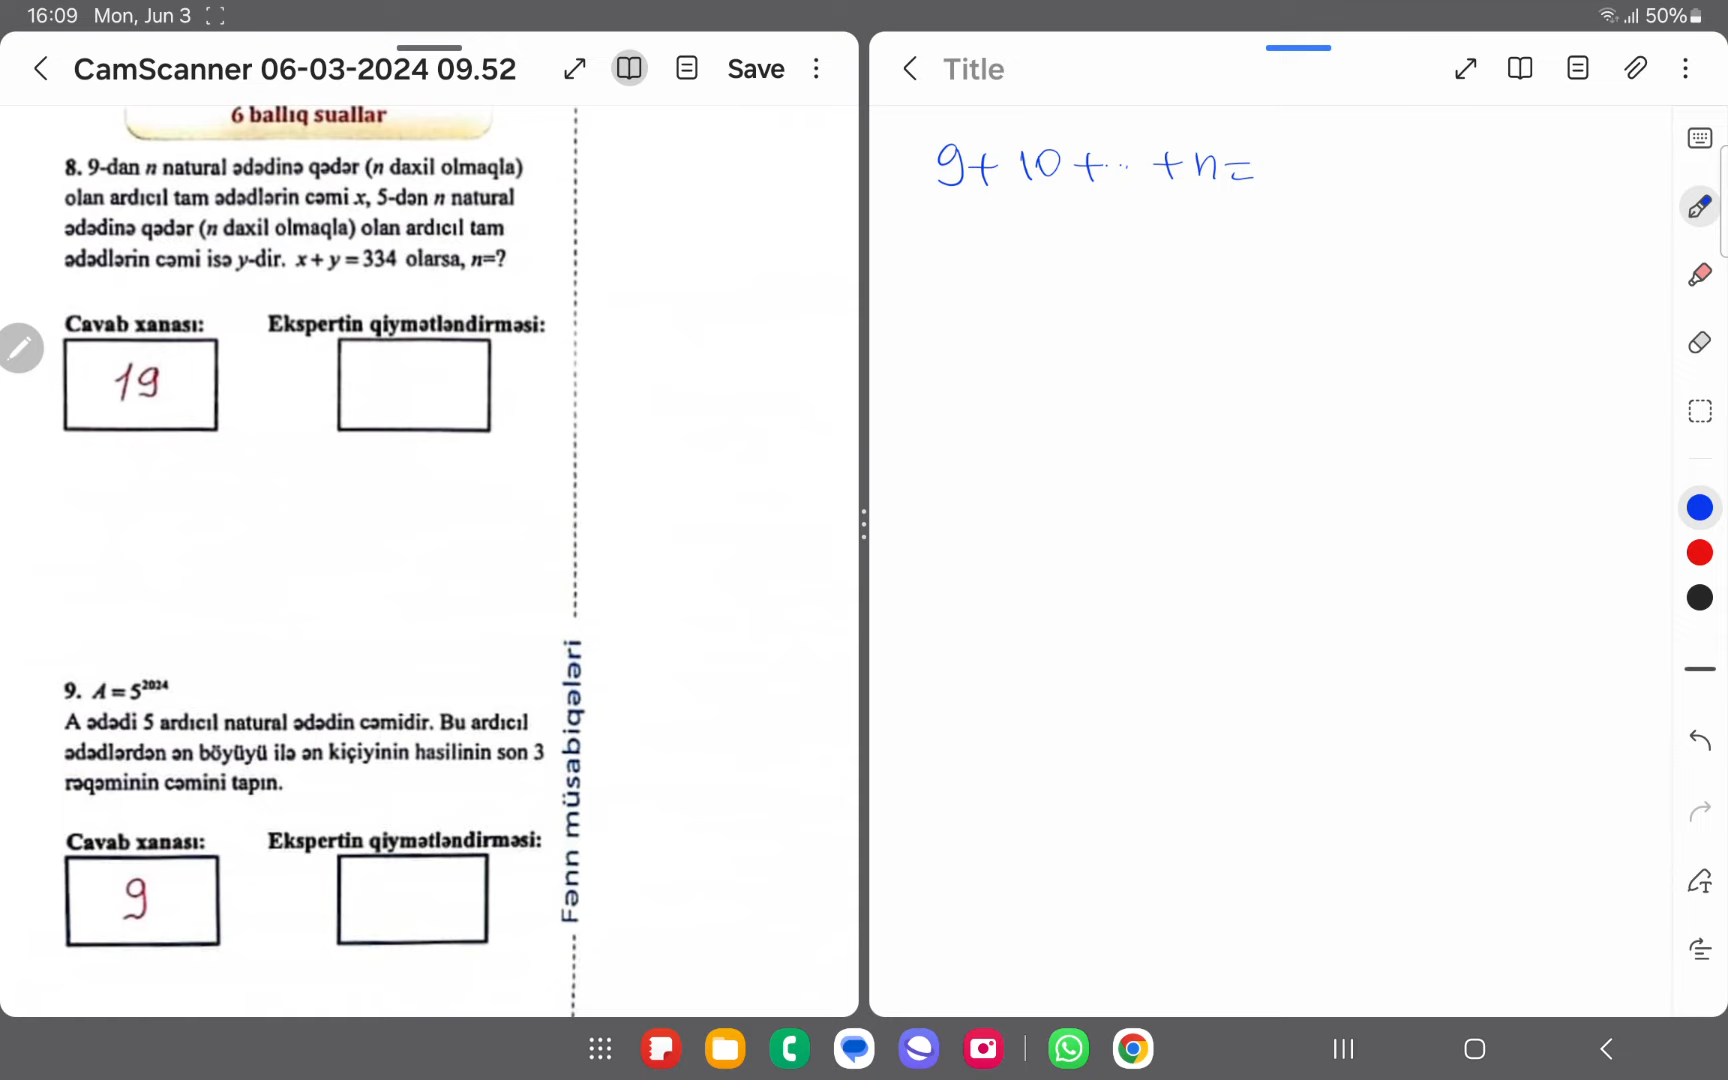 16:09 Mon, Jun 3
50%
CamScanner 06-03-2024 09.52
Save
6 ballıq suallar
8. 9-dan n natural ədədinə qədər (n daxil olmaqla)
olan ardıcıl tam ədədlərin cəmi x, 5-dən n natural
ədədinə qədər (n daxil olmaqla) olan ardıcıl tam
ədədlərin cəmi isə y-dir. x + y = 334 olarsa, n=?
Cavab xanası: Ekspertin qiymətləndirməsi:
19
9. A = 5²⁰²⁴
A ədədi 5 ardıcıl natural ədədin cəmidir. Bu ardıcıl
ədədlərdən ən böyüyü ilə ən kiçiyinin hasilinin son 3
rəqəminin cəmini tapın.
Cavab xanası: Ekspertin qiymətləndirməsi:
9
Fənn müsabiqələri
Title
9+ 10 +... +n=